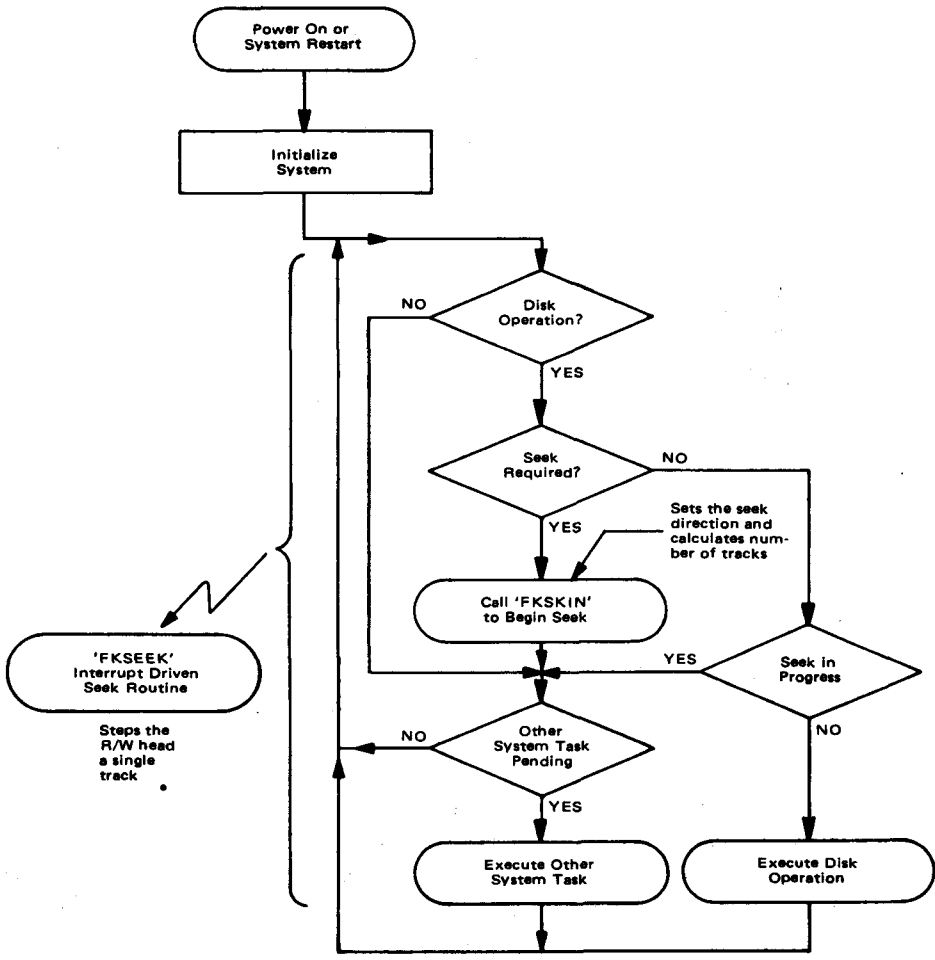 Power On or
System Restart
Initialize
System
NO
Disk
Operation?
YES
Seek
Required?
NO
YES
Sets the seek
direction and
calculates num-
ber of tracks
Call 'FKSKIN'
to Begin Seek
'FKSEEK'
Interrupt Driven
Seek Routine
Steps the
R/W head
a single
track
YES
Seek in
Progress
NO
NO
Other
System Task
Pending
YES
Execute Other
System Task
Execute Disk
Operation